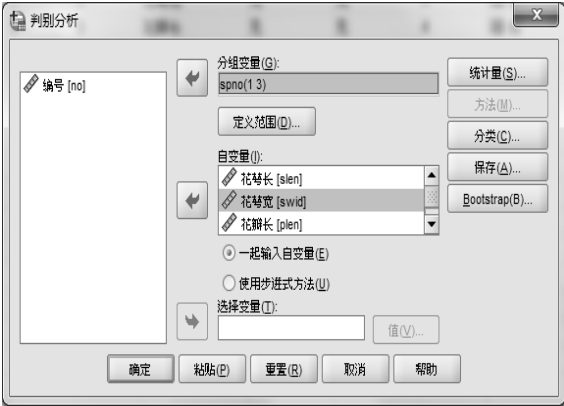 判别分析
编号 [no]
分组变量(G):
spno(1 3)
定义范围(D)...
自变量(I):
花萼长 [slen]
花萼宽 [swid]
花瓣长 [plen]
一起输入自变量(E)
使用步进式方法(U)
选择变量(T):
值(V)...
统计量(S)...
方法(M)...
分类(C)...
保存(A)...
Bootstrap(B)...
确定
粘贴(P)
重置(R)
取消
帮助